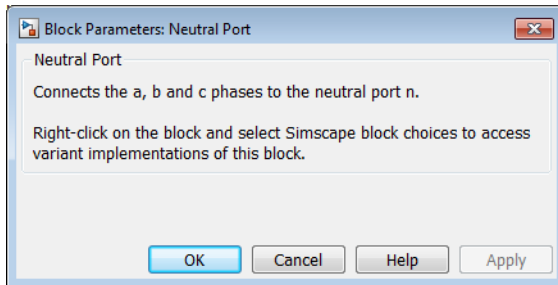 Block Parameters: Neutral Port
Neutral Port
Connects the a, b and c phases to the neutral port n.
Right-click on the block and select Simscape block choices to access
variant implementations of this block.
OK Cancel Help Apply